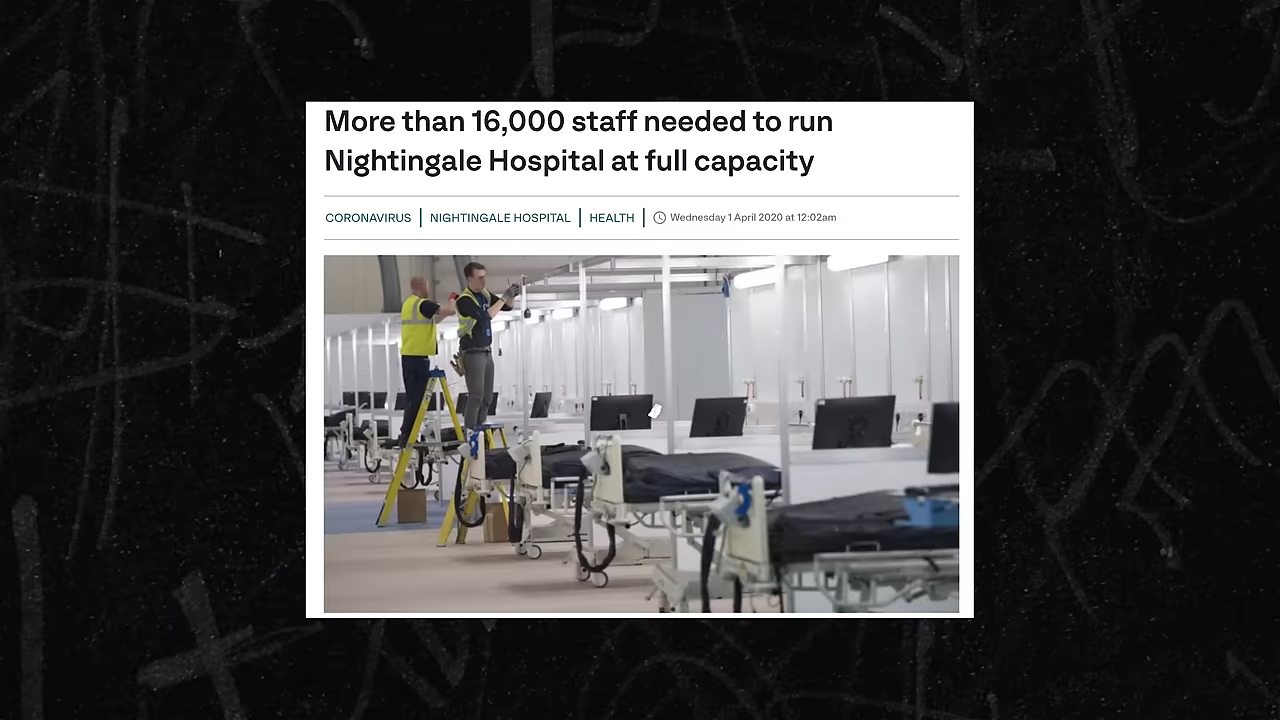 More than 16,000 staff needed to run
Nightingale Hospital at full capacity
CORONAVIRUS | NIGHTINGALE HOSPITAL | HEALTH | Wednesday 1 April 2020 at 12:02am